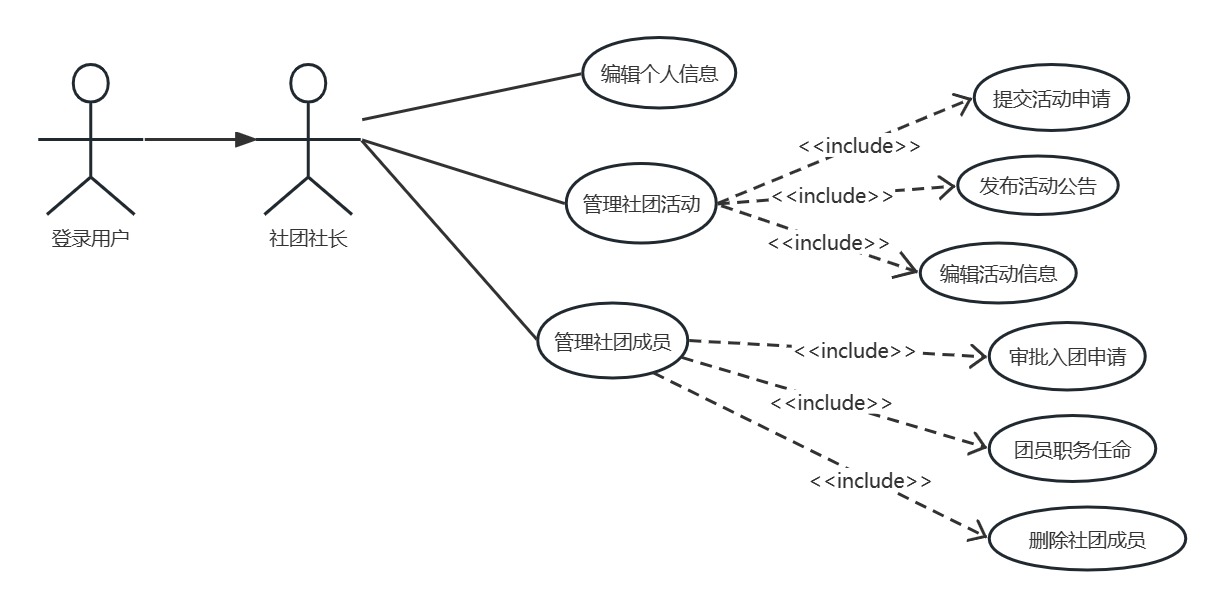 编辑个人信息
提交活动申请
<<include>>
发布活动公告
<<include>>
管理社团活动
登录用户
社团社长
<<include>>
编辑活动信息
管理社团成员
<<include>>
审批入团申请
<<include>>
团员职务任命
<<include>>
删除社团成员